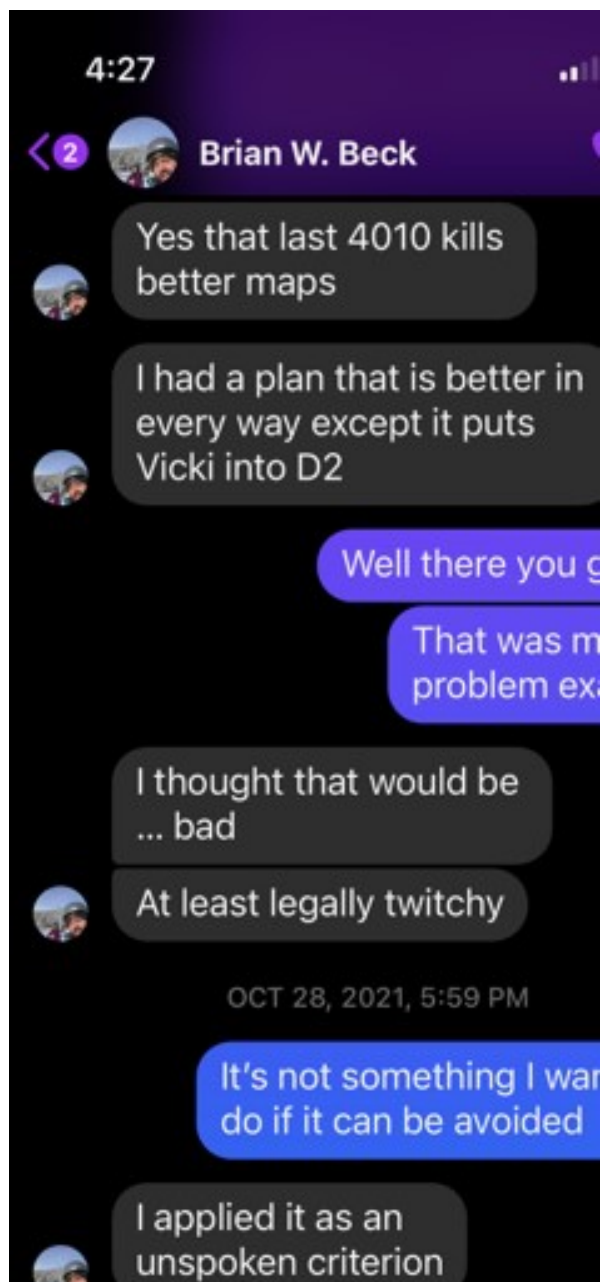 4:27
2
Brian W. Beck
Yes that last 4010 kills
better maps
I had a plan that is better in
every way except it puts
Vicki into D2
Well there you
That was
problem
I thought that would be
... bad
At least legally twitchy
OCT 28, 2021, 5:59 PM
It's not something I
do if it can be avoided
I applied it as an
unspoken criterion